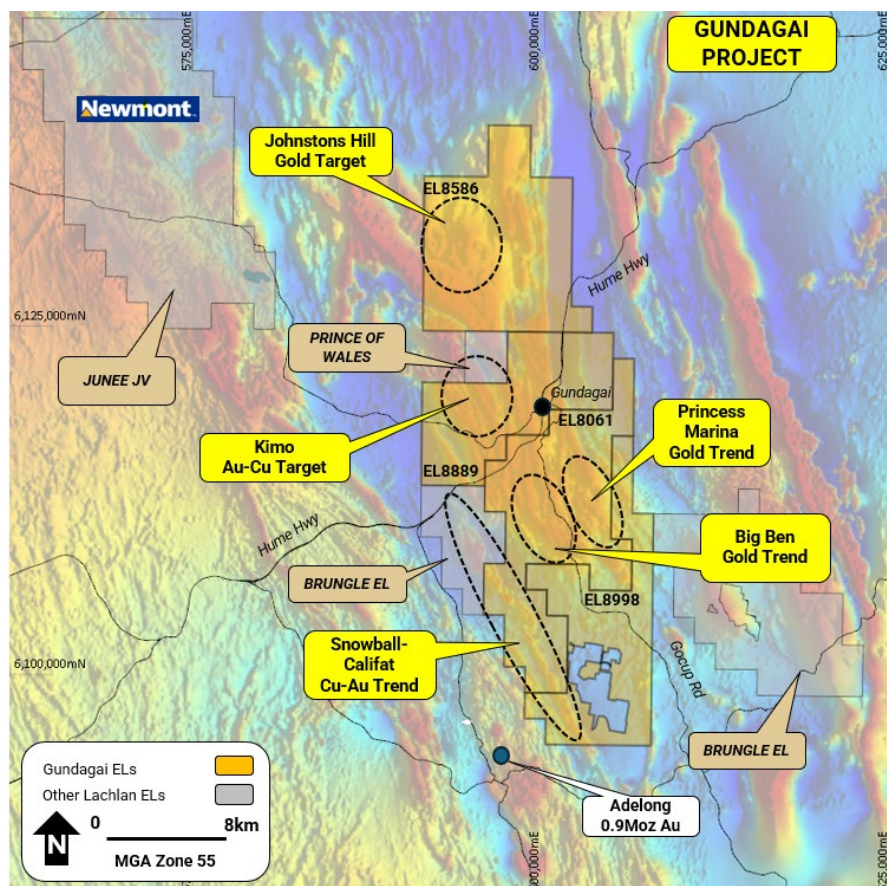 GUNDAGAI
PROJECT
575,000mE
600,000mE
625,000mE
Newmont
Johnstons Hill
Gold Target
EL8586
Hume Hwy
6,125,000mN
PRINCE OF
WALES
JUNEE JV
Gundagai
EL8061
Princess
Marina
Gold Trend
Kimo
Au-Cu Target
EL8889
Hume Hwy
Big Ben
Gold Trend
BRUNGLE EL
EL8998
Snowball-
Califat
Cu-Au Trend
6,100,000mN
Gocup Rd
BRUNGLE EL
Gundagai ELs
Other Lachlan ELs
0 8km
N
MGA Zone 55
Adelong
0.9Moz Au